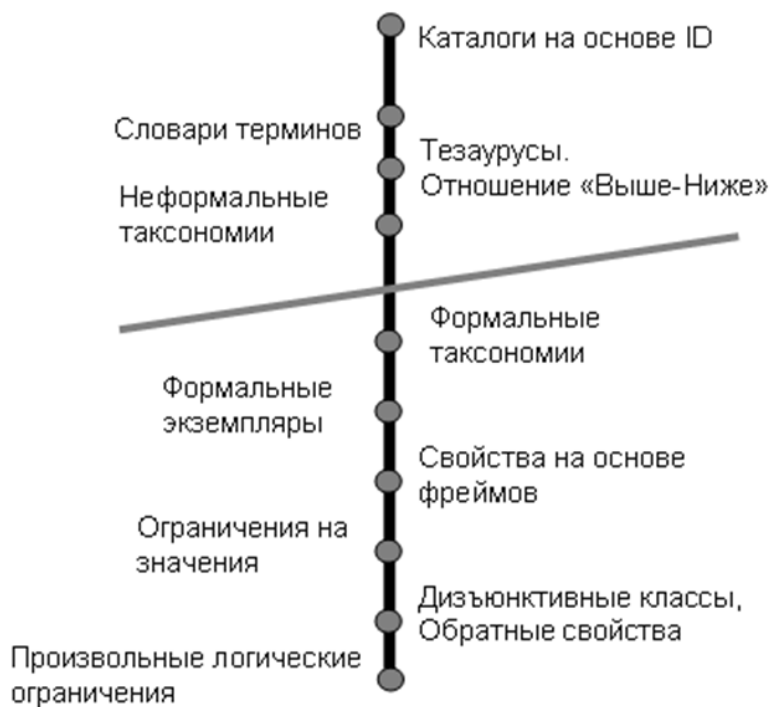 Каталоги на основе ID
Словари терминов
Тезаурусы.
Отношение «Выше-Ниже»
Неформальные
таксономии
Формальные
таксономии
Формальные
экземпляры
Свойства на основе
фреймов
Ограничения на
значения
Дизъюнктивные классы,
Обратные свойства
Произвольные логические
ограничения